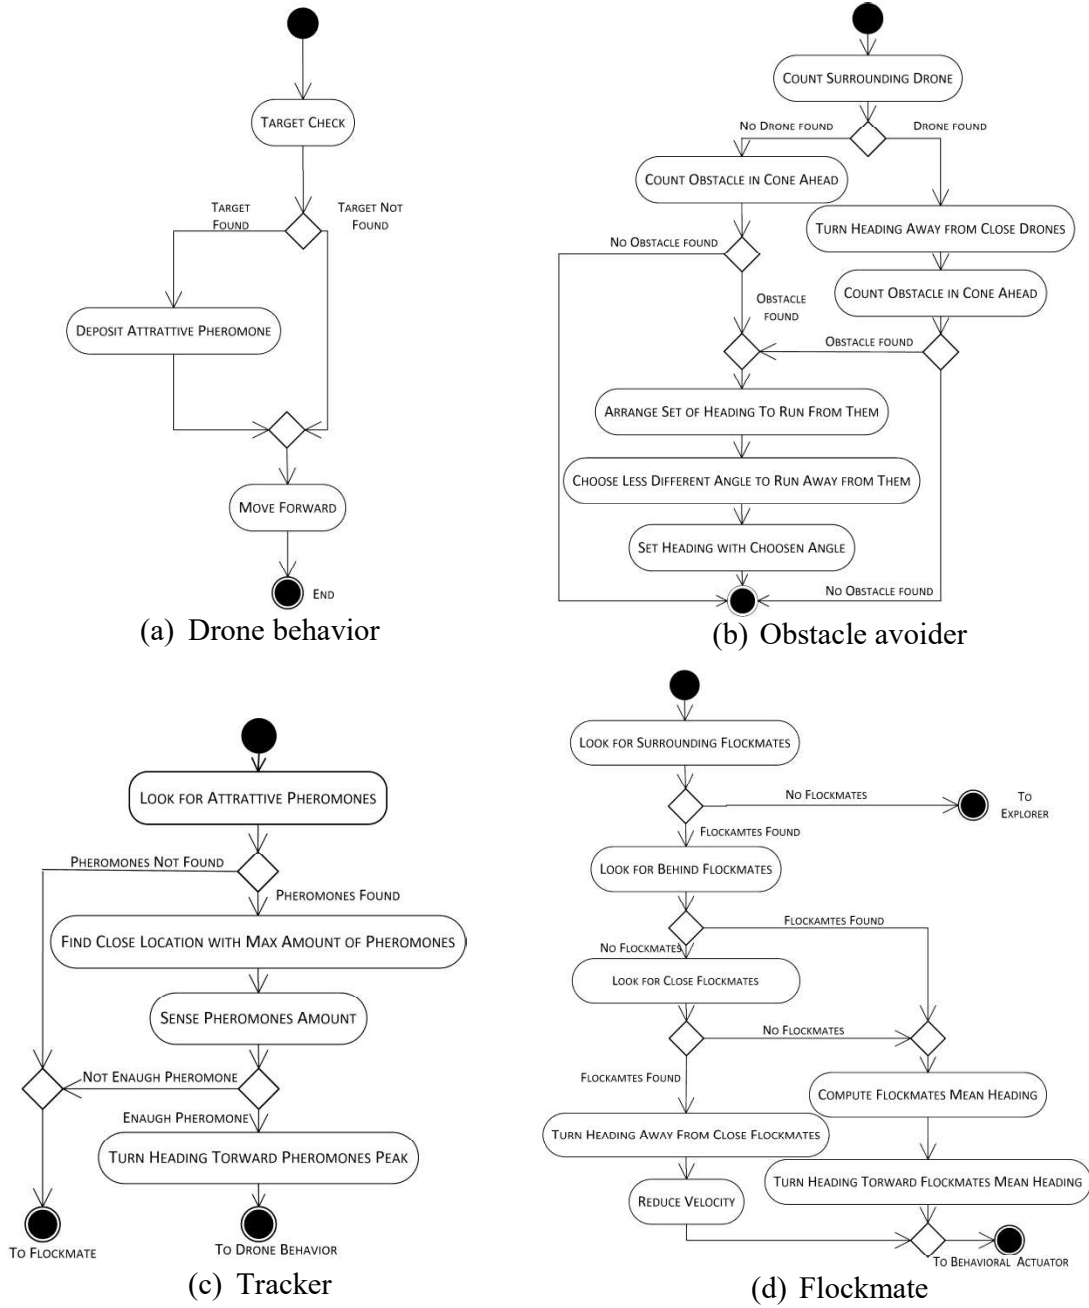 TARGET CHECK
TARGET
FOUND
TARGET NOT
FOUND
DEPOSIT ATTRATTIVE PHEROMONE
MOVE FORWARD
END
(a) Drone behavior
COUNT SURROUNDING DRONE
NO DRONE FOUND
DRONE FOUND
COUNT OBSTACLE IN CONE AHEAD
TURN HEADING AWAY FROM CLOSE DRONES
NO OBSTACLE FOUND
COUNT OBSTACLE IN CONE AHEAD
OBSTACLE
FOUND
OBSTACLE FOUND
ARRANGE SET OF HEADING TO RUN FROM THEM
CHOOSE LESS DIFFERENT ANGLE TO RUN AWAY FROM THEM
SET HEADING WITH CHOOSEN ANGLE
NO OBSTACLE FOUND
(b) Obstacle avoider
LOOK FOR ATTRATTIVE PHEROMONES
PHEROMONES NOT FOUND
PHEROMONES FOUND
FIND CLOSE LOCATION WITH MAX AMOUNT OF PHEROMONES
SENSE PHEROMONES AMOUNT
NOT ENAUGH PHEROMONE
ENAUGH PHEROMONE
TURN HEADING TORWARD PHEROMONES PEAK
TO FLOCKMATE
TO DRONE BEHAVIOR
(c) Tracker
LOOK FOR SURROUNDING FLOCKMATES
NO FLOCKMATES
TO
EXPLORER
FLOCKAMTES FOUND
LOOK FOR BEHIND FLOCKMATES
FLOCKAMTES FOUND
NO FLOCKMATES
LOOK FOR CLOSE FLOCKMATES
NO FLOCKMATES
FLOCKAMTES FOUND
COMPUTE FLOCKMATES MEAN HEADING
TURN HEADING AWAY FROM CLOSE FLOCKMATES
TURN HEADING TORWARD FLOCKMATES MEAN HEADING
REDUCE VELOCITY
TO BEHAVIORAL ACTUATOR
(d) Flockmate